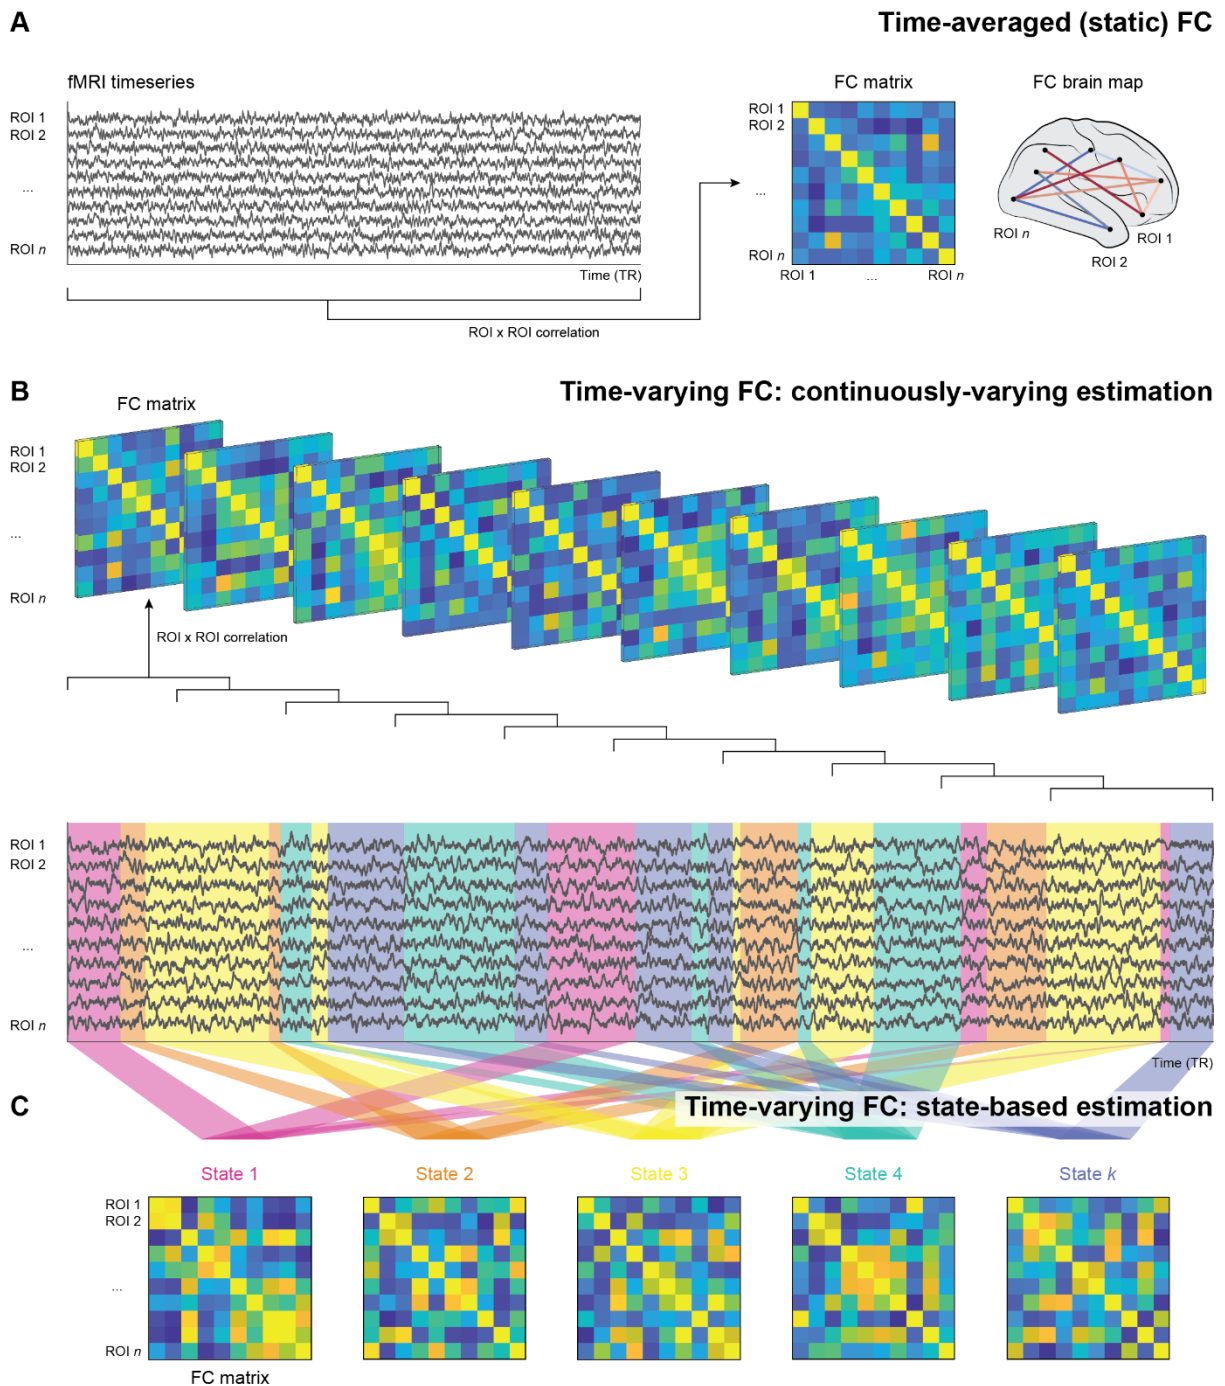 A
Time-averaged (static) FC
fMRI timeseries
FC matrix
FC brain map
ROI 1
ROI 2
...
ROI n
Time (TR)
ROI x ROI correlation
ROI 1
ROI 2
...
ROI n
ROI 1 ... ROI n
ROI n
ROI 1
ROI 2
B
Time-varying FC: continuously-varying estimation
FC matrix
ROI 1
ROI 2
...
ROI n
ROI x ROI correlation
ROI 1
ROI 2
...
ROI n
Time (TR)
C
Time-varying FC: state-based estimation
State 1
State 2
State 3
State 4
State k
ROI 1
ROI 2
...
ROI n
FC matrix